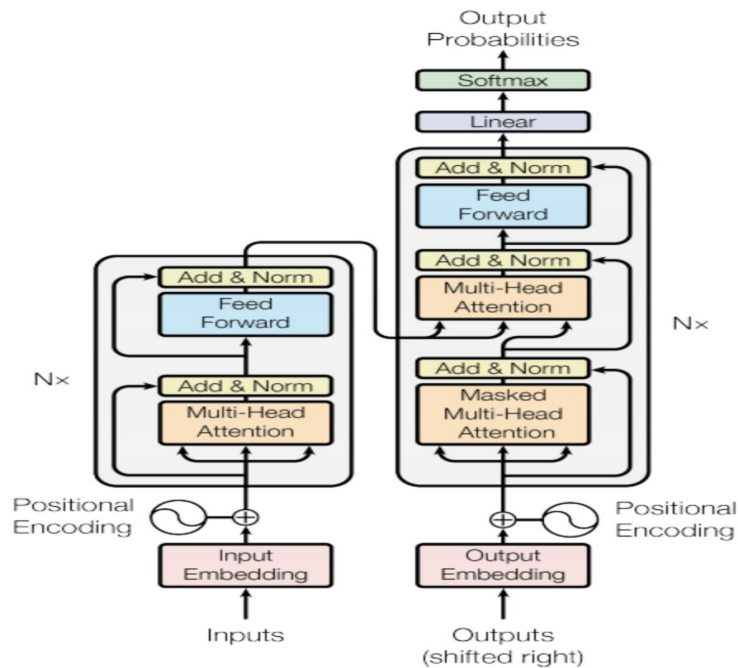 Output
Probabilities
Softmax
Linear
Add & Norm
Feed
Forward
Add & Norm
Multi-Head
Attention
Add & Norm
Masked
Multi-Head
Attention
Nx
Add & Norm
Feed
Forward
Add & Norm
Multi-Head
Attention
Nx
Positional
Encoding
Positional
Encoding
Input
Embedding
Output
Embedding
Inputs
Outputs
(shifted right)